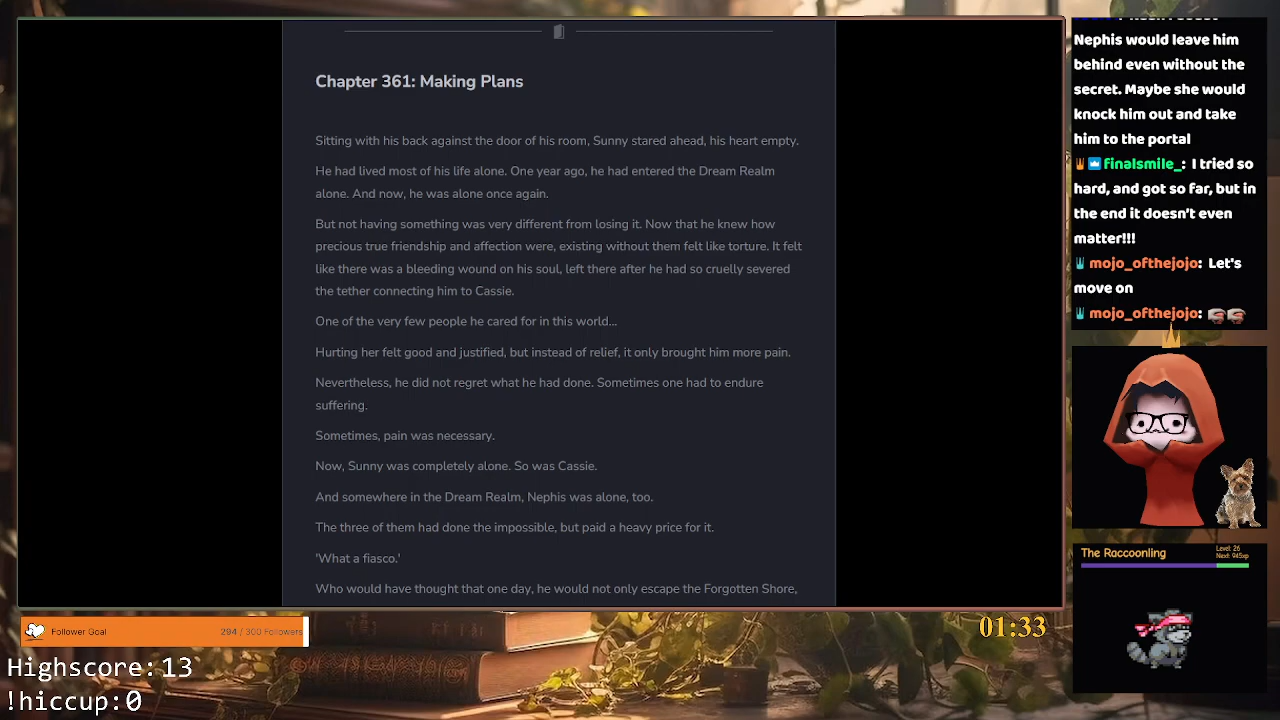 Chapter 361: Making Plans
Sitting with his back against the door of his room, Sunny stared ahead, his heart empty.
He had lived most of his life alone. One year ago, he had entered the Dream Realm
alone. And now, he was alone once again.
But not having something was very different from losing it. Now that he knew how
precious true friendship and affection were, existing without them felt like torture. It felt
like there was a bleeding wound on his soul, left there after he had so cruelly severed
the tether connecting him to Cassie.
One of the very few people he cared for in this world...
Hurting her felt good and justified, but instead of relief, it only brought him more pain.
Nevertheless, he did not regret what he had done. Sometimes one had to endure
suffering.
Sometimes, pain was necessary.
Now, Sunny was completely alone. So was Cassie.
And somewhere in the Dream Realm, Nephis was alone, too.
The three of them had done the impossible, but paid a heavy price for it.
'What a fiasco.'
Who would have thought that one day, he would not only escape the Forgotten Shore,
Nephis would leave him
behind even without the
secret. Maybe she would
knock him out and take
him to the portal
finalsmile_: I tried so
hard, and got so far, but in
the end it doesn't even
matter!!!
mojo_ofthejojo: Let's
move on
mojo_ofthejojo:
The Raccoonling
Level: 26
Next: 945xp
Follower Goal
294 / 300 Followers
01:33
Highscore:13
!hiccup:0